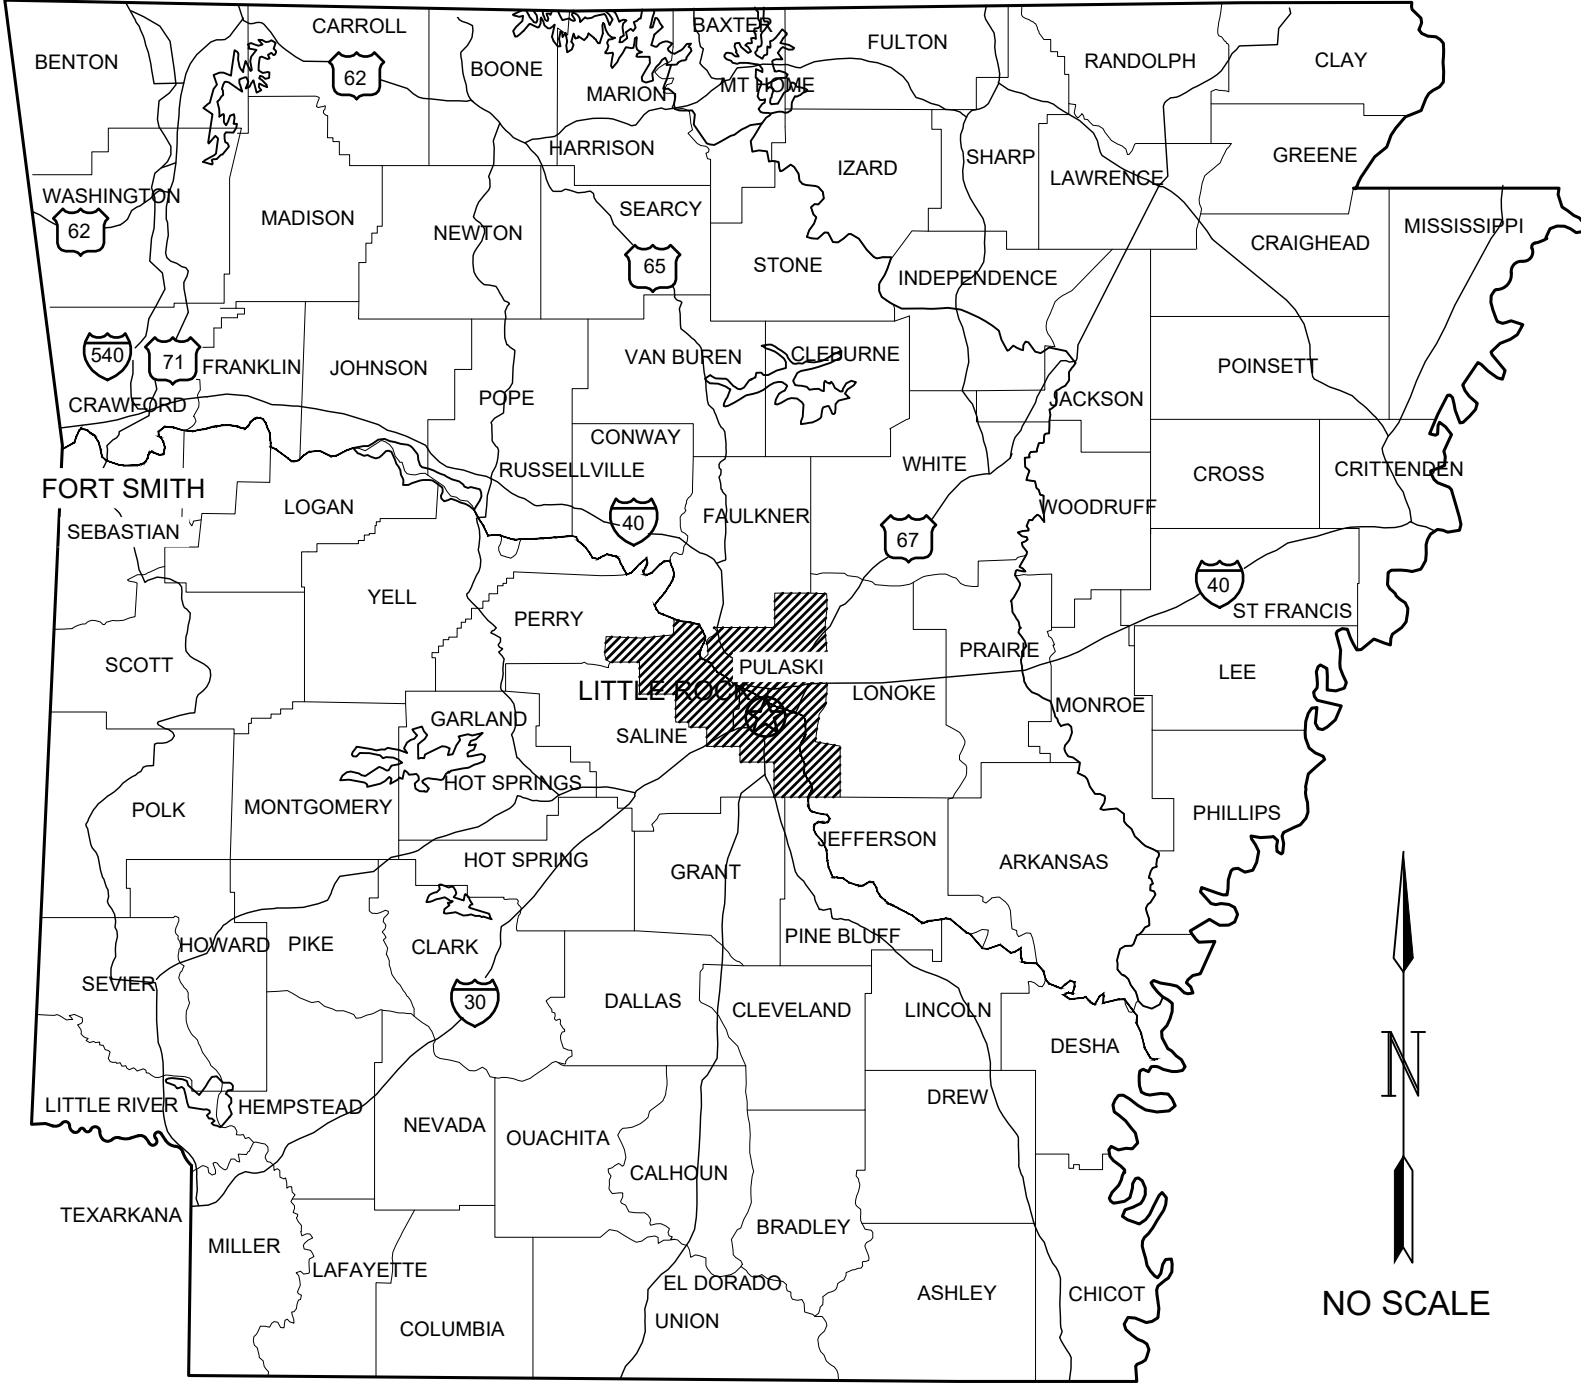 CARROLL
BAXTER
FULTON
BENTON
62
BOONE
RANDOLPH
CLAY
MARION
MT HOME
HARRISON
IZARD
SHARP
GREENE
LAWRENCE
WASHINGTON
62
MADISON
NEWTON
SEARCY
MISSISSIPPI
CRAIGHEAD
65
STONE
INDEPENDENCE
540
71
FRANKLIN
JOHNSON
VAN BUREN
CLEBURNE
POINSETT
CRAWFORD
POPE
JACKSON
CONWAY
RUSSELLVILLE
WHITE
CROSS
CRITTENDEN
FORT SMITH
LOGAN
WOODRUFF
SEBASTIAN
40
FAULKNER
67
40
YELL
PERRY
ST FRANCIS
SCOTT
PULASKI
PRAIRIE
LEE
LITTLE ROCK
LONOKE
MONROE
GARLAND
SALINE
HOT SPRINGS
POLK
MONTGOMERY
PHILLIPS
JEFFERSON
HOT SPRING
GRANT
ARKANSAS
HOWARD
PIKE
CLARK
PINE BLUFF
SEVIER
30
DALLAS
CLEVELAND
LINCOLN
DESHA
N
LITTLE RIVER
HEMPSTEAD
DREW
NEVADA
OUACHITA
CALHOUN
TEXARKANA
BRADLEY
MILLER
LAFAYETTE
EL DORADO
ASHLEY
CHICOT
NO SCALE
COLUMBIA
UNION